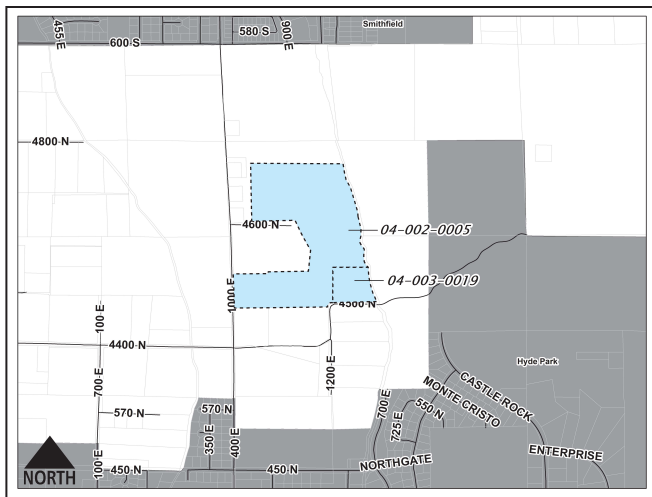 Smithfield
455 E
580 S
900 E
600 S
4800 N
4600 N
04-002-0005
04-003-0019
1000 E
4500 N
100 E
4400 N
1200 E
Hyde Park
700 E
CASTLE ROCK
MONTE CRISTO
550 N
700 E
570 N
570 N
350 E
400 E
725 E
ENTERPRISE
NORTHGATE
100 E
450 N
450 N
NORTH